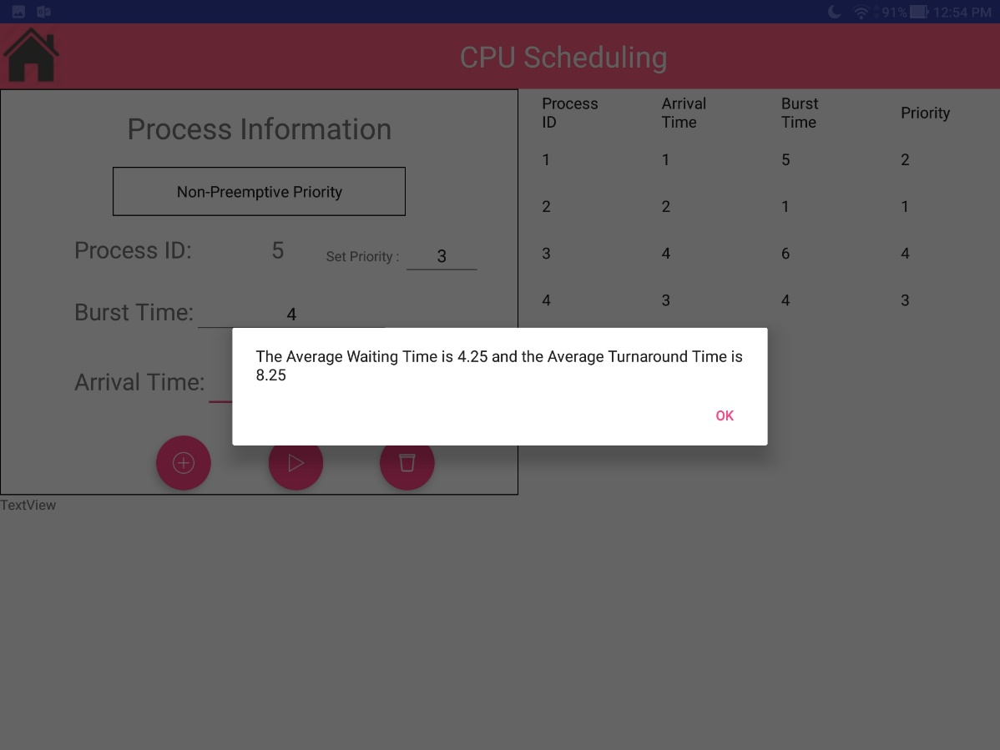 91% 12:54 PM
CPU Scheduling
Process Information
Non-Preemptive Priority
Process ID: 5 Set Priority : 3
Burst Time: 4
Arrival Time:
TextView
Process ID Arrival Time Burst Time Priority
1 1 5 2
2 2 1 1
3 4 6 4
4 3 4 3
The Average Waiting Time is 4.25 and the Average Turnaround Time is
8.25
OK